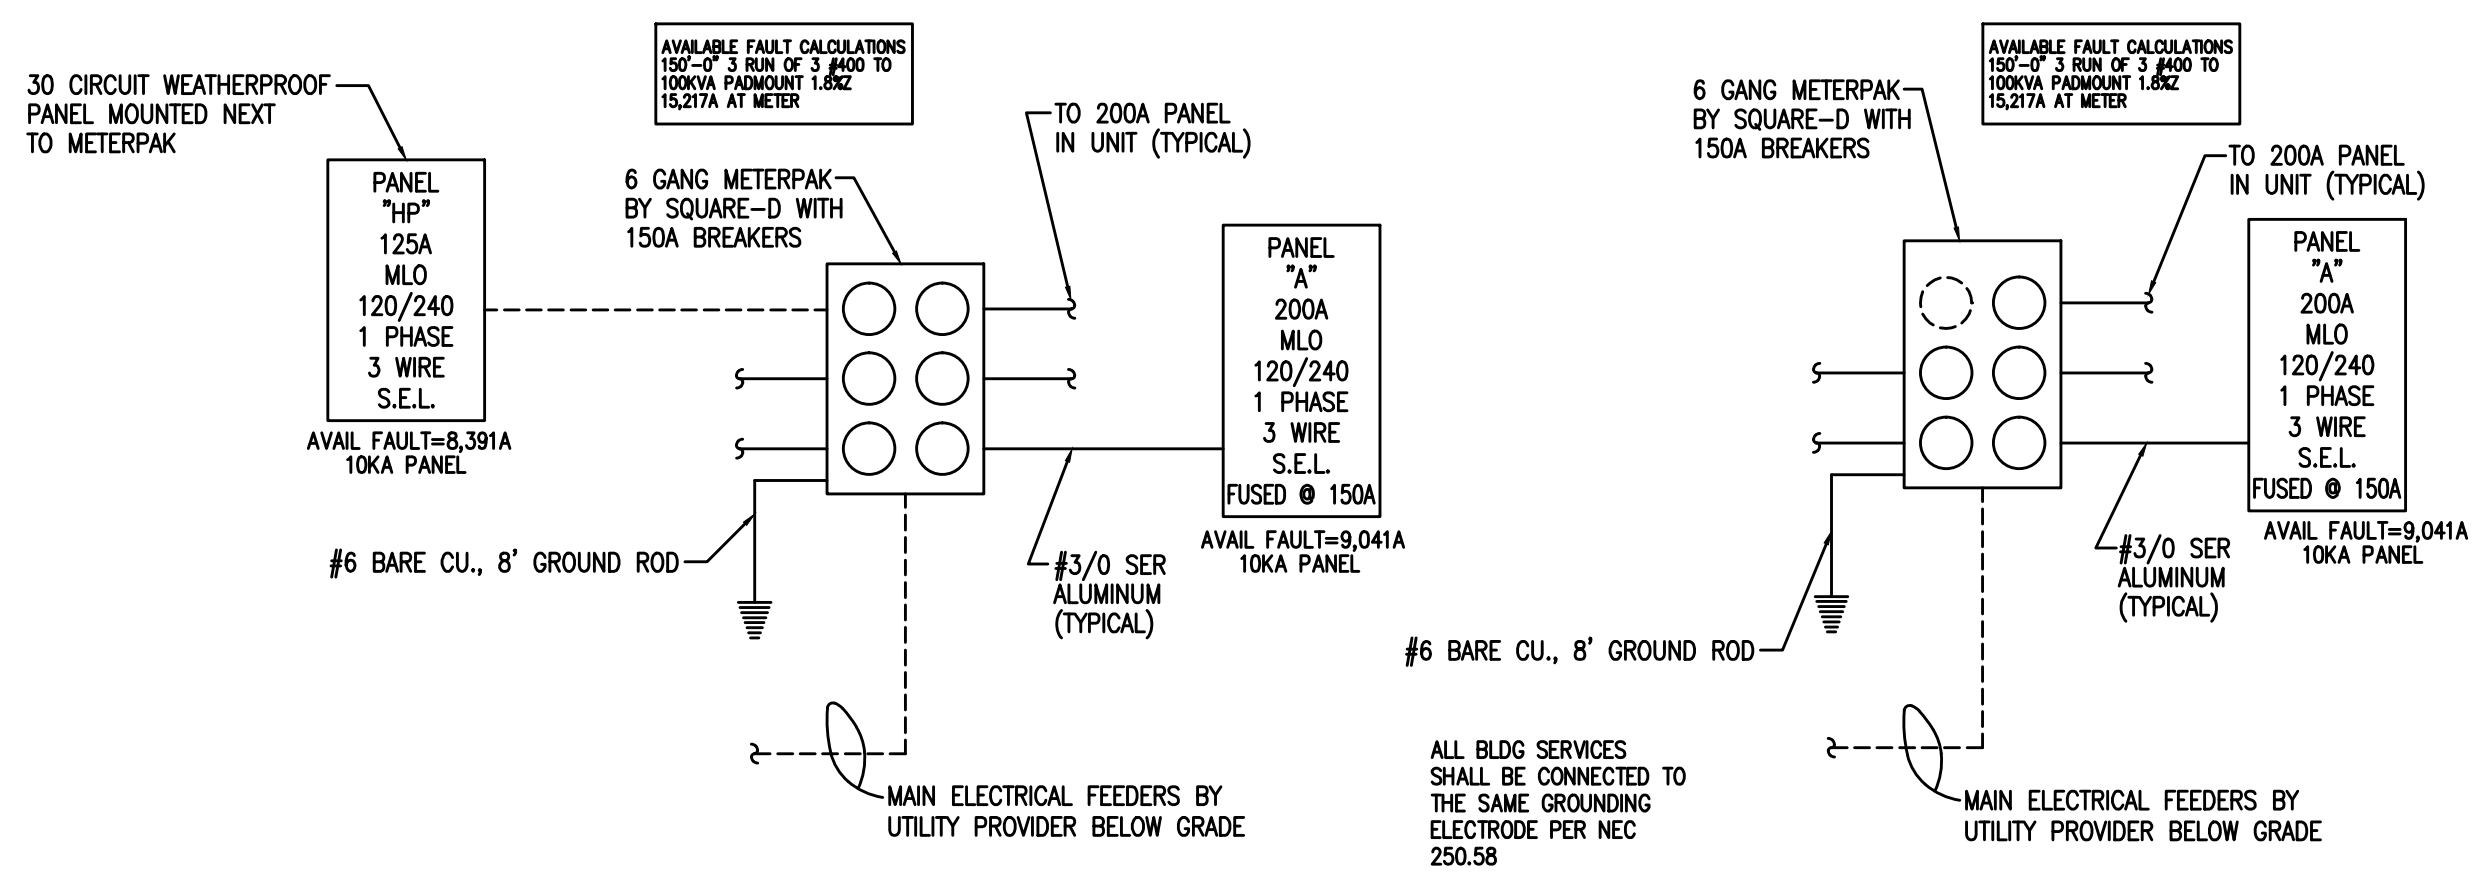 30 CIRCUIT WEATHERPROOF
PANEL MOUNTED NEXT
TO METERPAK
PANEL
"HP"
125A
MLO
120/240
1 PHASE
3 WIRE
S.E.L.
AVAIL FAULT=8,391A
10KA PANEL
AVAILABLE FAULT CALCULATIONS
150'-0" 3 RUN OF 3 #400 TO
100KVA PADMOUNT 1.8%Z
15,217A AT METER
6 GANG METERPAK
BY SQUARE-D WITH
150A BREAKERS
TO 200A PANEL
IN UNIT (TYPICAL)
PANEL
"A"
200A
MLO
120/240
1 PHASE
3 WIRE
S.E.L.
FUSED @ 150A
AVAIL FAULT=9,041A
10KA PANEL
#6 BARE CU., 8' GROUND ROD
#3/0 SER
ALUMINUM
(TYPICAL)
MAIN ELECTRICAL FEEDERS BY
UTILITY PROVIDER BELOW GRADE
AVAILABLE FAULT CALCULATIONS
150'-0" 3 RUN OF 3 #400 TO
100KVA PADMOUNT 1.8%Z
15,217A AT METER
6 GANG METERPAK
BY SQUARE-D WITH
150A BREAKERS
TO 200A PANEL
IN UNIT (TYPICAL)
PANEL
"A"
200A
MLO
120/240
1 PHASE
3 WIRE
S.E.L.
FUSED @ 150A
AVAIL FAULT=9,041A
10KA PANEL
#3/0 SER
ALUMINUM
(TYPICAL)
#6 BARE CU., 8' GROUND ROD
ALL BLDG SERVICES
SHALL BE CONNECTED TO
THE SAME GROUNDING
ELECTRODE PER NEC
250.58
MAIN ELECTRICAL FEEDERS BY
UTILITY PROVIDER BELOW GRADE